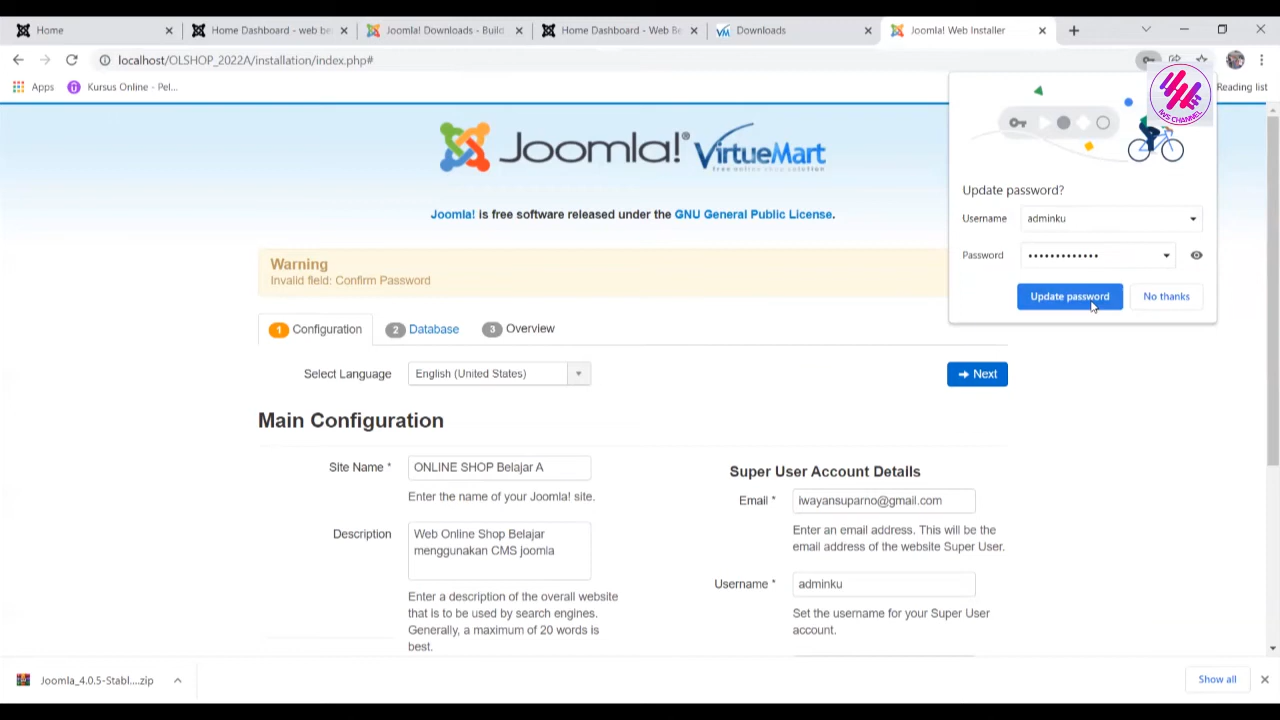 Home
Home Dashboard - web be
Joomla! Downloads - Build
Home Dashboard - Web Be
Downloads
Joomla! Web Installer
localhost/OLSHOP_2022A/installation/index.php#
Apps
Kursus Online - Pel...
Reading list
IWS CHANNEL
Joomla!® VirtueMart
free online shop solution
Joomla! is free software released under the GNU General Public License.
Update password?
Username
adminku
Password
•••••••••••••
Update password
No thanks
Warning
Invalid field: Confirm Password
1 Configuration
2 Database
3 Overview
Select Language
English (United States)
Next
Main Configuration
Site Name *
ONLINE SHOP Belajar A
Enter the name of your Joomla! site.
Description
Web Online Shop Belajar
menggunakan CMS joomla
Enter a description of the overall website
that is to be used by search engines.
Generally, a maximum of 20 words is
best.
Super User Account Details
Email *
iwayansuparno@gmail.com
Enter an email address. This will be the
email address of the website Super User.
Username *
adminku
Set the username for your Super User
account.
Joomla_4.0.5-Stabl....zip
Show all